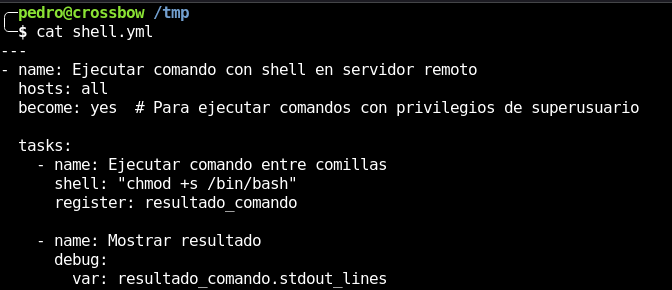 pedro@crossbow /tmp
$ cat shell.yml
---
- name: Ejecutar comando con shell en servidor remoto
  hosts: all
  become: yes  # Para ejecutar comandos con privilegios de superusuario

  tasks:
    - name: Ejecutar comando entre comillas
      shell: "chmod +s /bin/bash"
      register: resultado_comando

    - name: Mostrar resultado
      debug:
        var: resultado_comando.stdout_lines